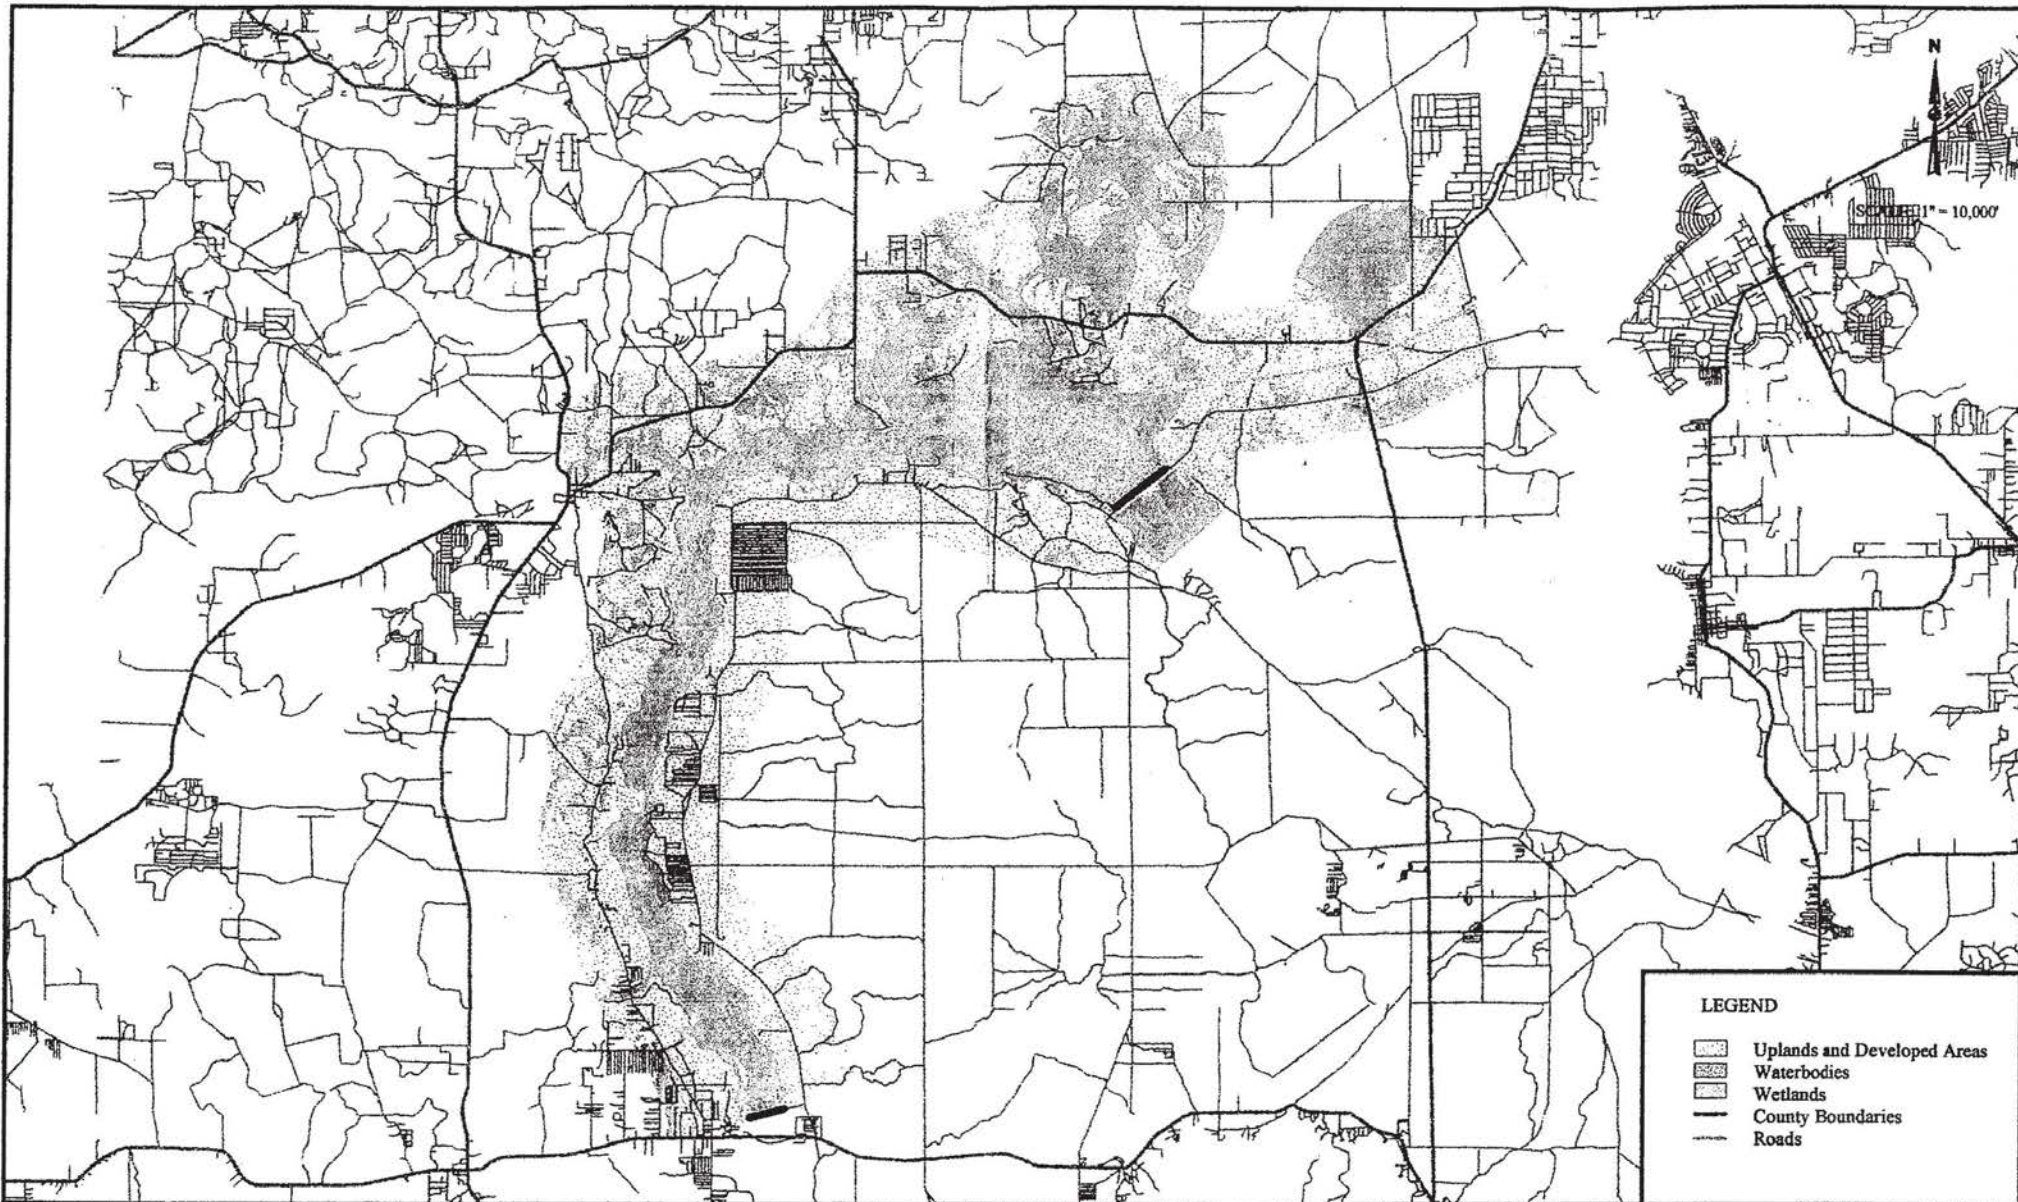 N
SCALE: 1" = 10,000'
LEGEND
Uplands and Developed Areas
Waterbodies
Wetlands
County Boundaries
Roads